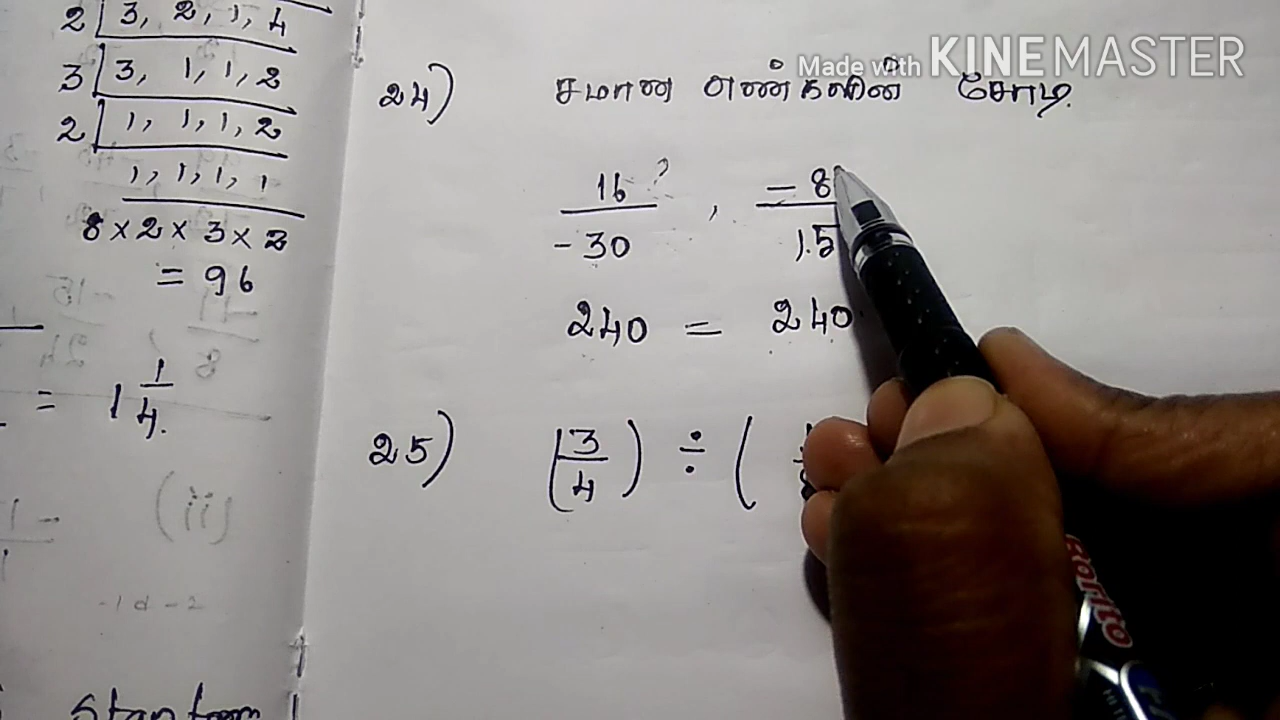 2 3, 2, 1, 4
3 3, 1, 1, 2
2 1, 1, 1, 2
1, 1, 1, 1
8 × 2 × 3 × 2
= 96
= 1 1/4.
Made with KINEMASTER
24) சமான எண்களின் சோடி.
16/-30 ? , -8/15
240 = 240
25) (3/4) ÷ (
(ii)
-1 d -2